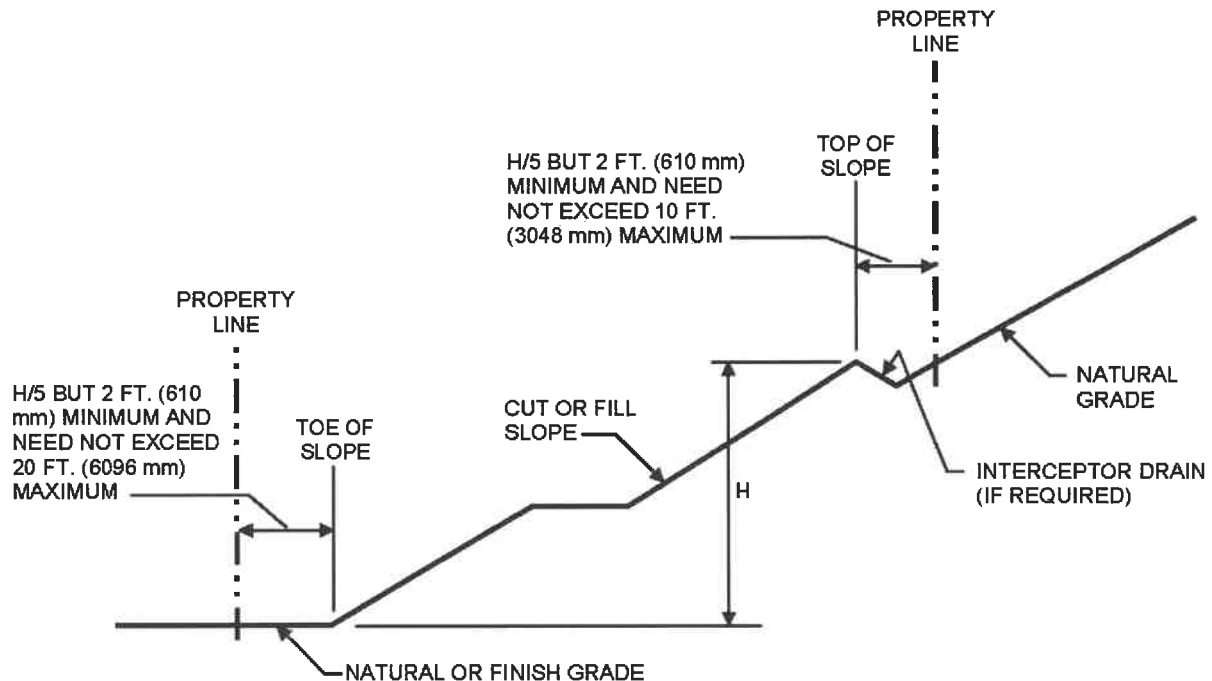 PROPERTY
LINE
H/5 BUT 2 FT. (610 mm)
MINIMUM AND NEED
NOT EXCEED 10 FT.
(3048 mm) MAXIMUM
TOP OF
SLOPE
PROPERTY
LINE
H/5 BUT 2 FT. (610
mm) MINIMUM AND
NEED NOT EXCEED
20 FT. (6096 mm)
MAXIMUM
TOE OF
SLOPE
CUT OR FILL
SLOPE
NATURAL
GRADE
INTERCEPTOR DRAIN
(IF REQUIRED)
H
NATURAL OR FINISH GRADE